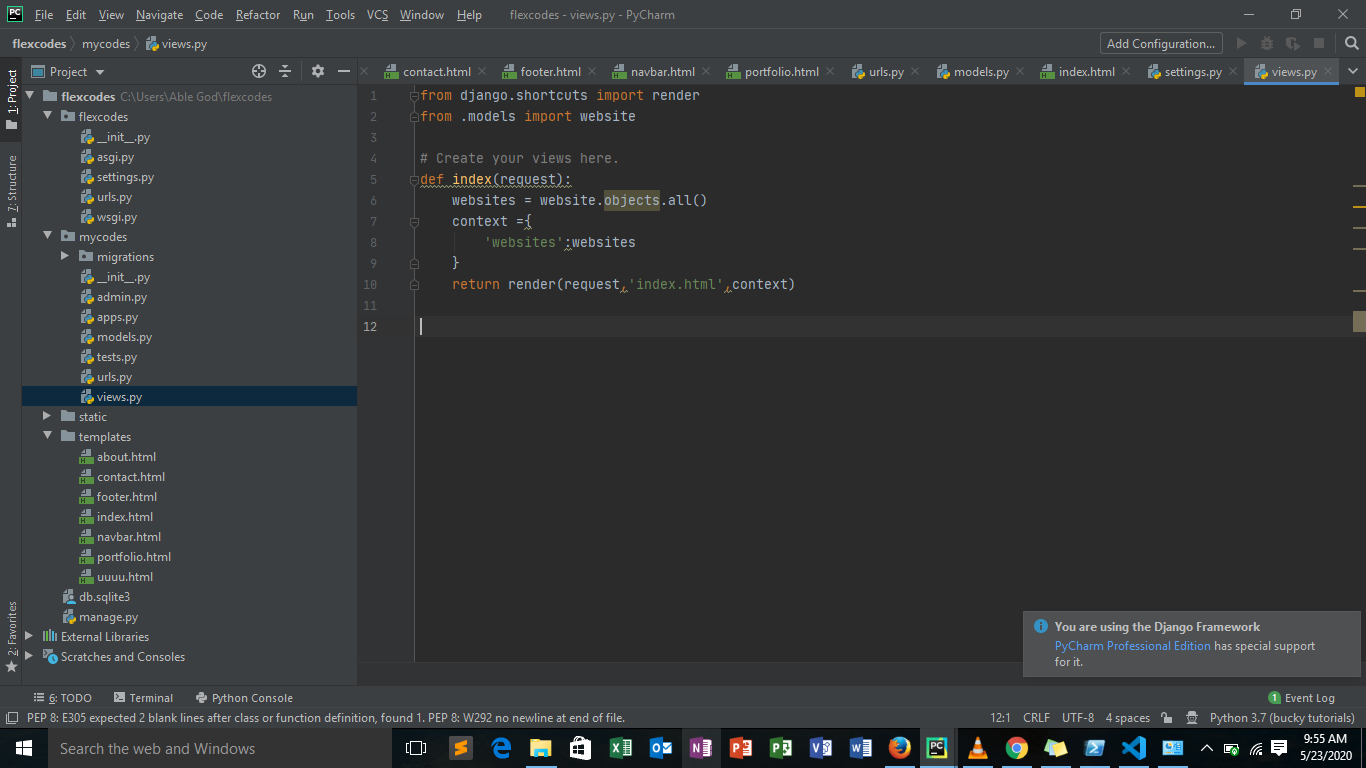 PC File Edit View Navigate Code Refactor Run Tools VCS Window Help flexcodes - views.py - PyCharm
flexcodes mycodes views.py Add Configuration...
Project
contact.html footer.html navbar.html portfolio.html urls.py models.py index.html settings.py views.py
1: Project
7: Structure
2: Favorites
flexcodes C:\Users\Able God\flexcodes
flexcodes
__init__.py
asgi.py
settings.py
urls.py
wsgi.py
mycodes
migrations
__init__.py
admin.py
apps.py
models.py
tests.py
urls.py
views.py
static
templates
about.html
contact.html
footer.html
index.html
navbar.html
portfolio.html
uuuu.html
db.sqlite3
manage.py
External Libraries
Scratches and Consoles
1 from django.shortcuts import render
2 from .models import website
3
4 # Create your views here.
5 def index(request):
6 websites = website.objects.all()
7 context ={
8 'websites':websites
9 }
10 return render(request,'index.html',context)
11
12
You are using the Django Framework
PyCharm Professional Edition has special support
for it.
6: TODO Terminal Python Console 1 Event Log
PEP 8: E305 expected 2 blank lines after class or function definition, found 1. PEP 8: W292 no newline at end of file. 12:1 CRLF UTF-8 4 spaces Python 3.7 (bucky tutorials)
Search the web and Windows
9:55 AM
5/23/2020